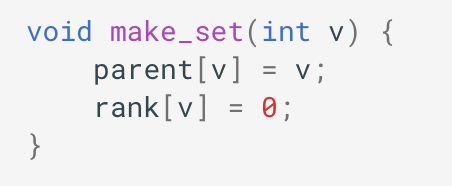 void make_set(int v) {
    parent[v] = v;
    rank[v] = 0;
}